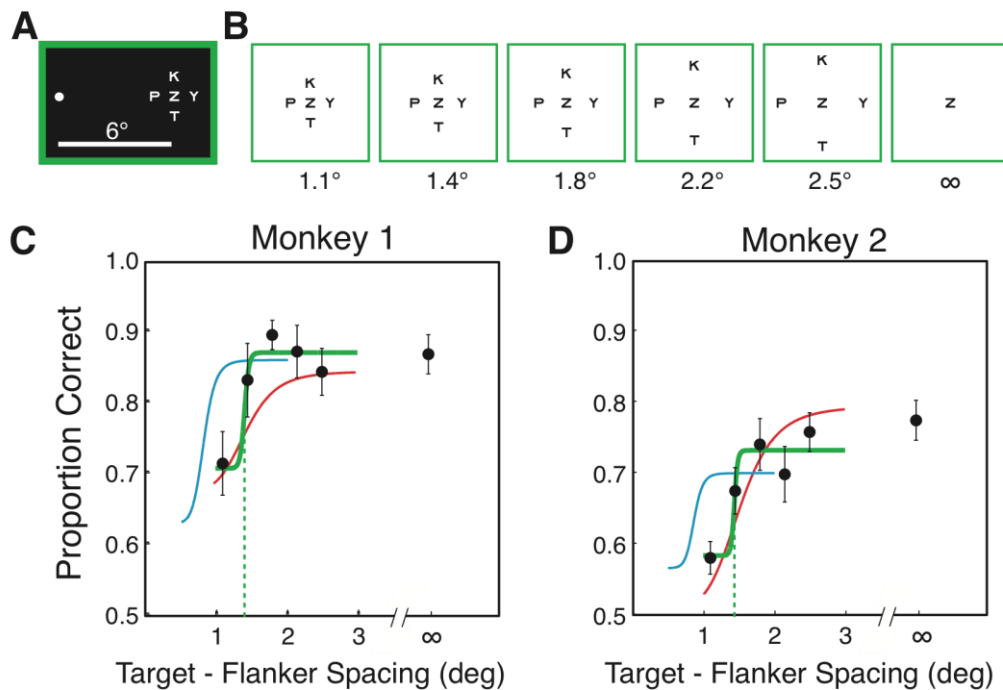 A
K
P Z Y
T
6°
B
K
P Z Y
T
1.1°
K
P Z Y
T
1.4°
K
P Z Y
T
1.8°
K
P Z Y
T
2.2°
K
P Z Y
T
2.5°
Z
∞
C
Monkey 1
Proportion Correct
1.0
0.9
0.8
0.7
0.6
0.5
1 2 3 ∞
Target - Flanker Spacing (deg)
D
Monkey 2
1.0
0.9
0.8
0.7
0.6
0.5
1 2 3 ∞
Target - Flanker Spacing (deg)